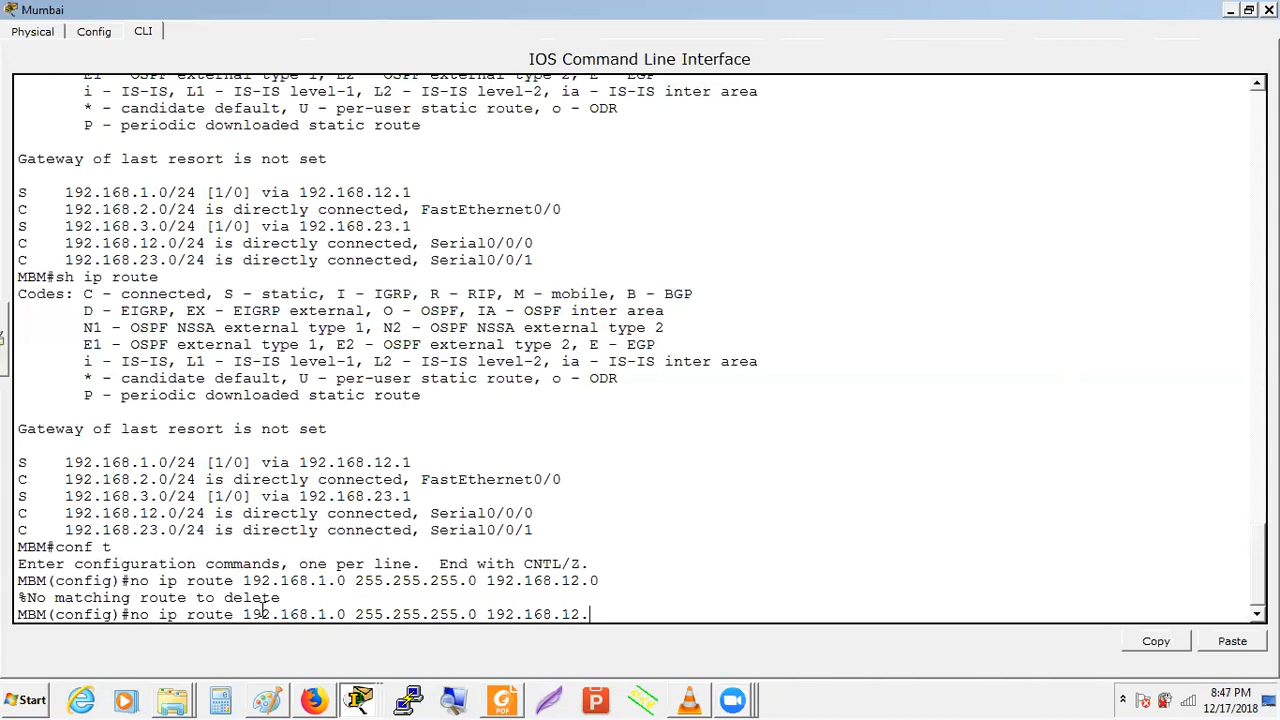 Mumbai
Physical Config CLI
IOS Command Line Interface
E1 - OSPF external type 1, E2 - OSPF external type 2, E - EGP
i - IS-IS, L1 - IS-IS level-1, L2 - IS-IS level-2, ia - IS-IS inter area
* - candidate default, U - per-user static route, o - ODR
P - periodic downloaded static route
Gateway of last resort is not set
S 192.168.1.0/24 [1/0] via 192.168.12.1
C 192.168.2.0/24 is directly connected, FastEthernet0/0
S 192.168.3.0/24 [1/0] via 192.168.23.1
C 192.168.12.0/24 is directly connected, Serial0/0/0
C 192.168.23.0/24 is directly connected, Serial0/0/1
MBM#sh ip route
Codes: C - connected, S - static, I - IGRP, R - RIP, M - mobile, B - BGP
D - EIGRP, EX - EIGRP external, O - OSPF, IA - OSPF inter area
N1 - OSPF NSSA external type 1, N2 - OSPF NSSA external type 2
E1 - OSPF external type 1, E2 - OSPF external type 2, E - EGP
i - IS-IS, L1 - IS-IS level-1, L2 - IS-IS level-2, ia - IS-IS inter area
* - candidate default, U - per-user static route, o - ODR
P - periodic downloaded static route
Gateway of last resort is not set
S 192.168.1.0/24 [1/0] via 192.168.12.1
C 192.168.2.0/24 is directly connected, FastEthernet0/0
S 192.168.3.0/24 [1/0] via 192.168.23.1
C 192.168.12.0/24 is directly connected, Serial0/0/0
C 192.168.23.0/24 is directly connected, Serial0/0/1
MBM#conf t
Enter configuration commands, one per line. End with CNTL/Z.
MBM(config)#no ip route 192.168.1.0 255.255.255.0 192.168.12.0
%No matching route to delete
MBM(config)#no ip route 192.168.1.0 255.255.255.0 192.168.12.
Copy Paste
Start
PDF
8:47 PM
12/17/2018